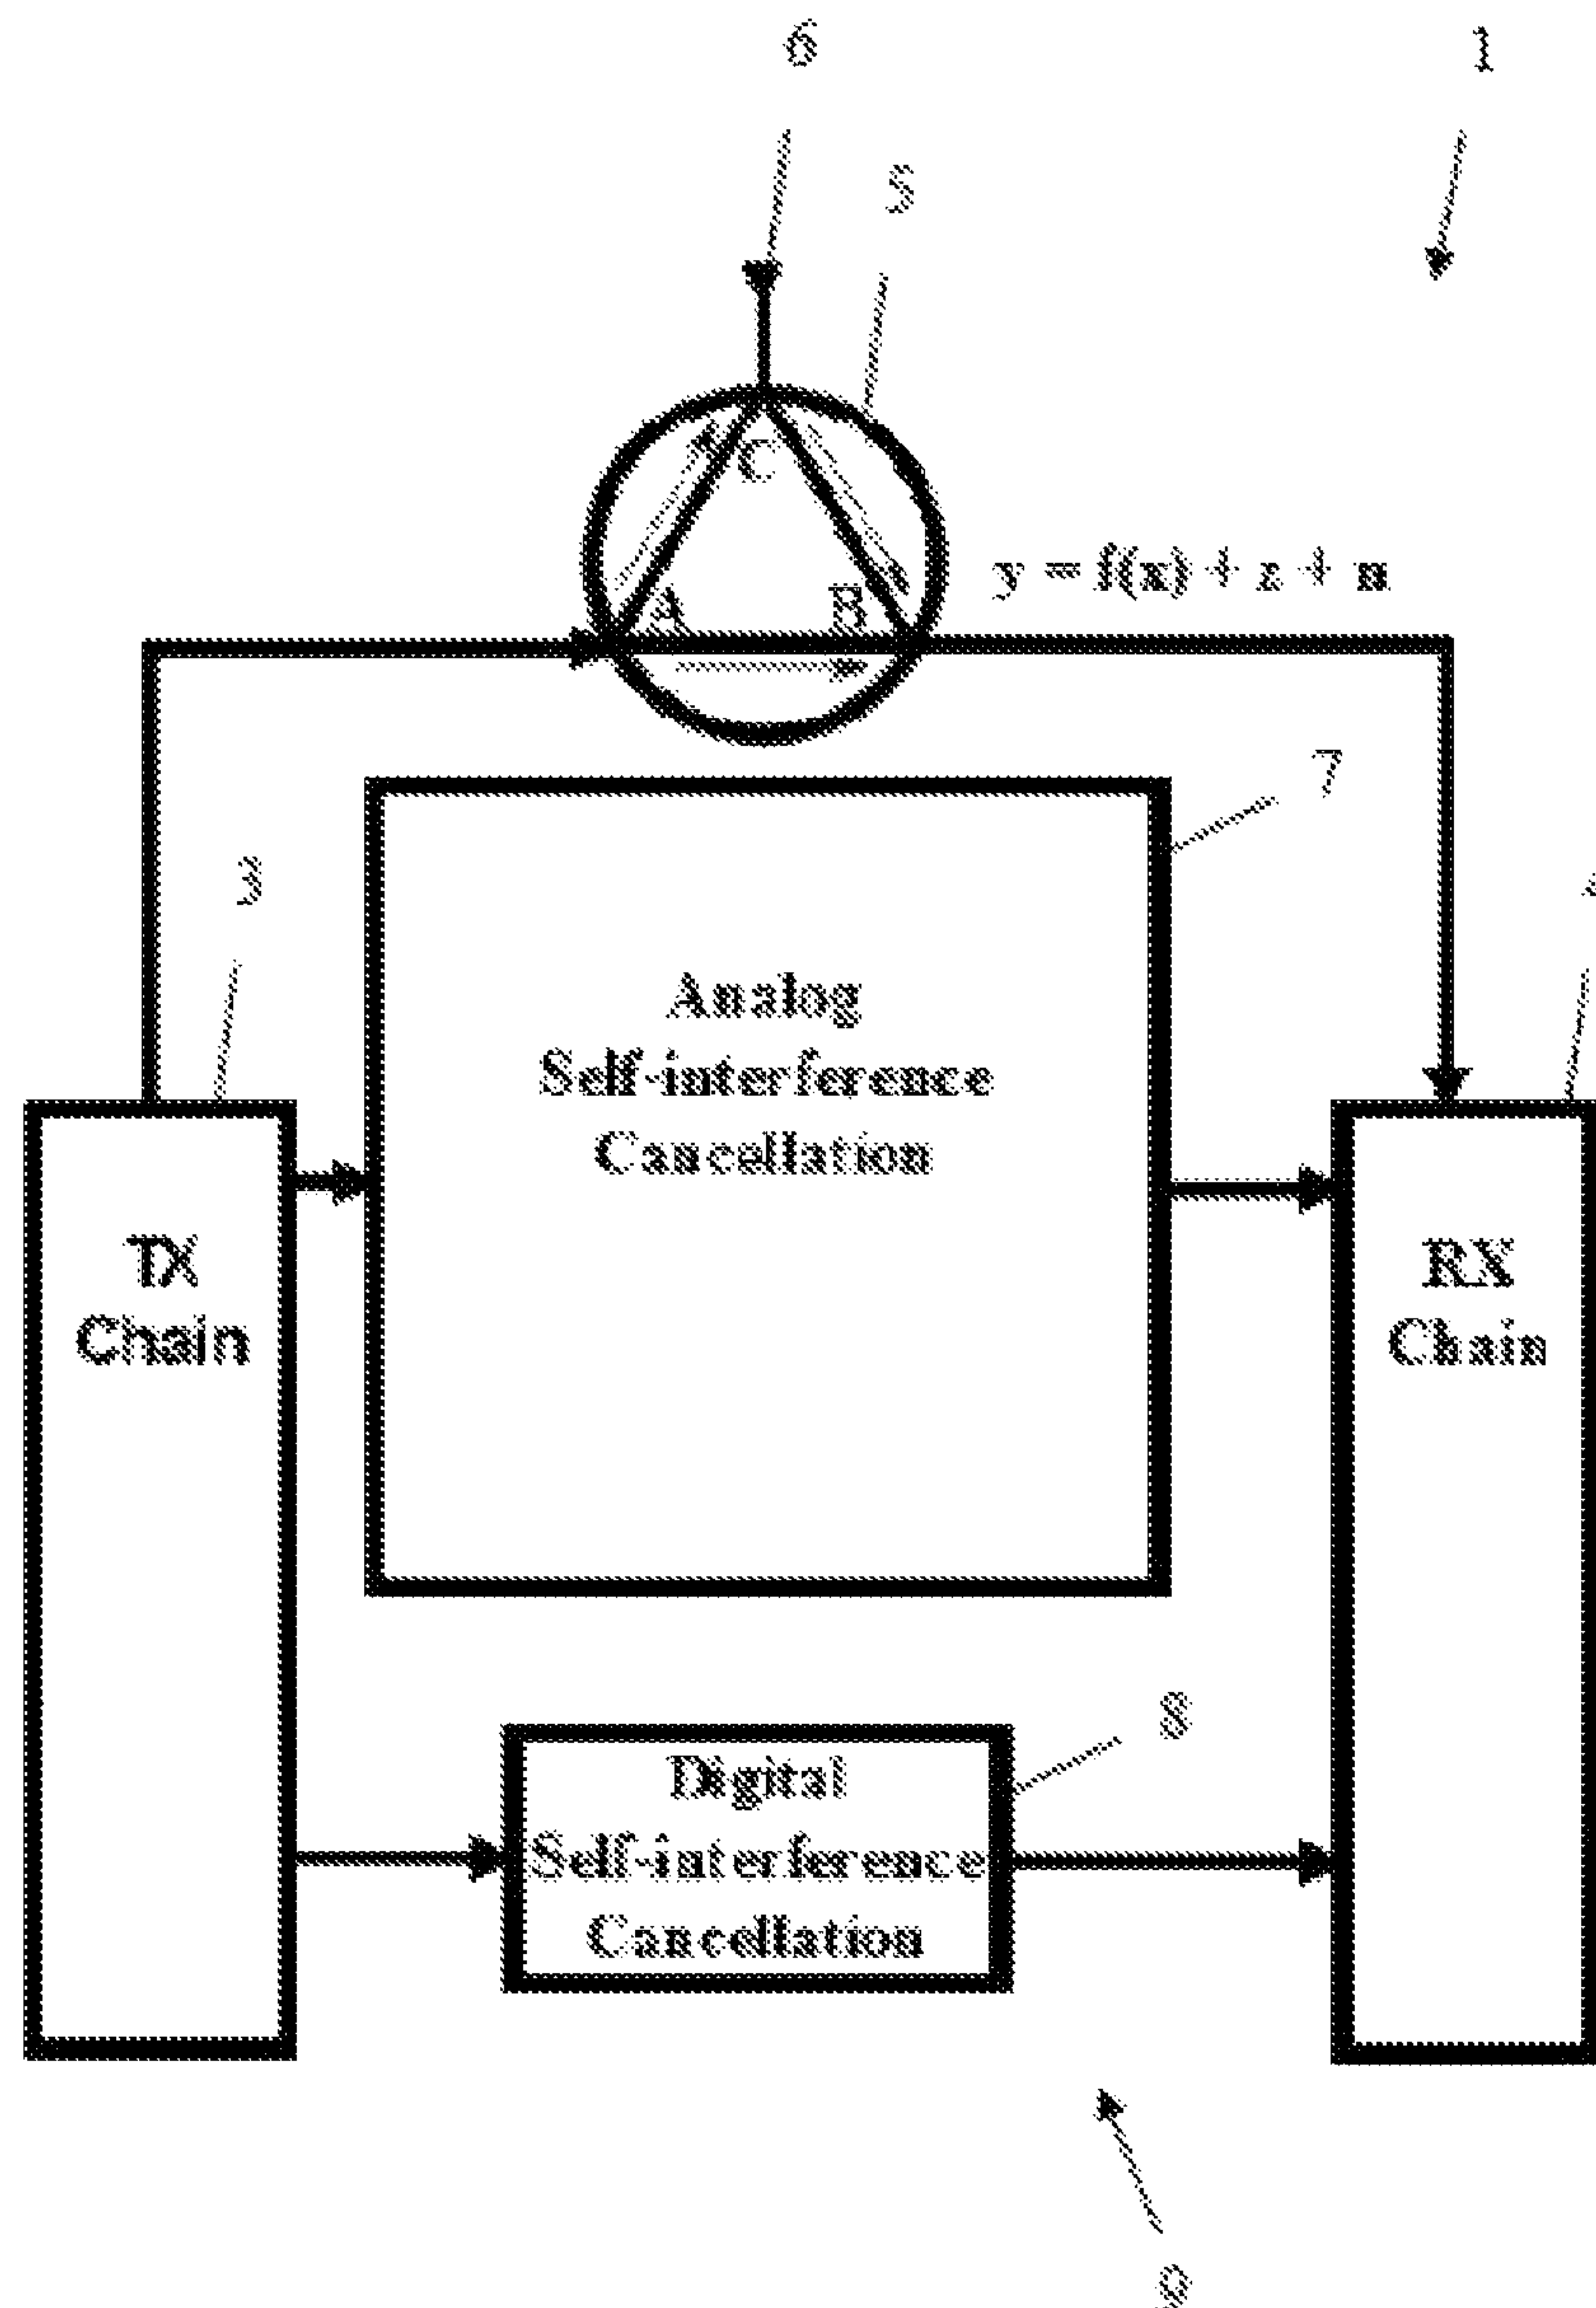 6
1
5
C
A
B
y = f(x) + z + n
7
3
Analog
Self-interference
Cancellation
TX
Chain
RX
Chain
8
Digital
Self-interference
Cancellation
9